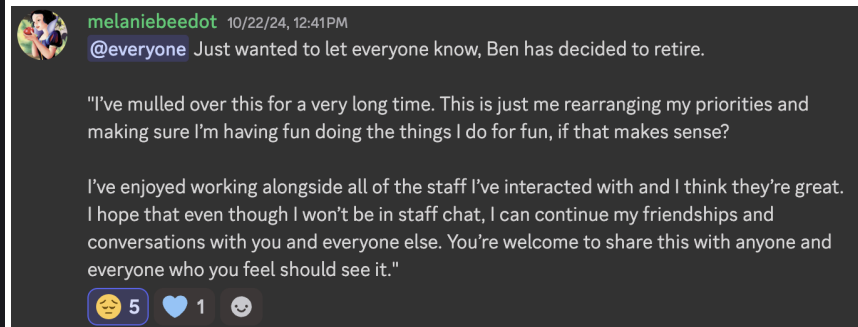 melaniebeedot 10/22/24, 12:41 PM
@everyone Just wanted to let everyone know, Ben has decided to retire.
"I've mulled over this for a very long time. This is just me rearranging my priorities and
making sure I'm having fun doing the things I do for fun, if that makes sense?
I've enjoyed working alongside all of the staff I've interacted with and I think they're great.
I hope that even though I won't be in staff chat, I can continue my friendships and
conversations with you and everyone else. You're welcome to share this with anyone and
everyone who you feel should see it."
5 1